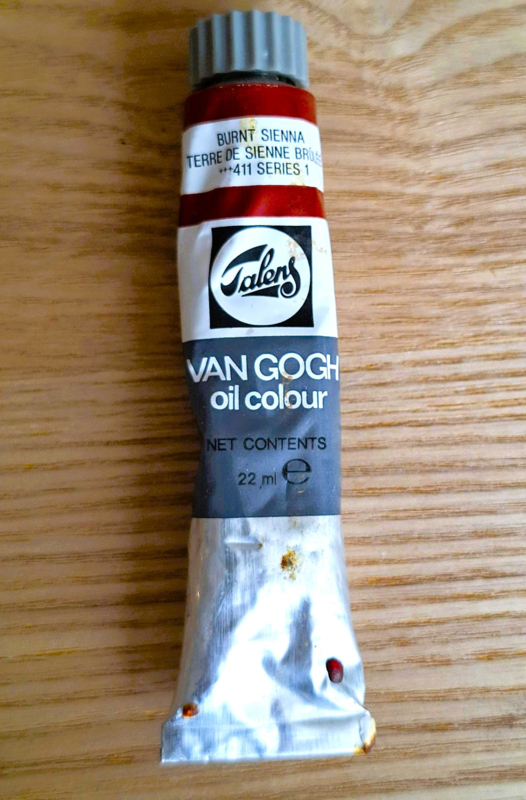 BURNT SIENNA
TERRE DE SIENNE BRÛLÉE
+++411 SERIES 1
Talens
VAN GOGH
oil colour
NET CONTENTS
22 ml ℮